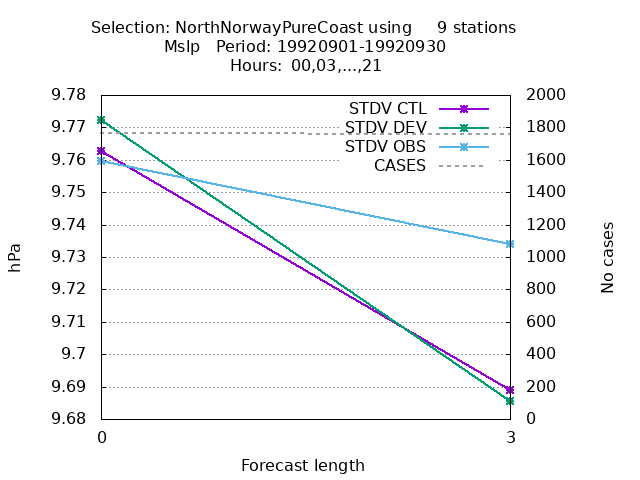 Selection: NorthNorwayPureCoast using     9 stations
Mslp   Period: 19920901-19920930
Hours:  00,03,...,21
STDV CTL
STDV DEV
STDV OBS
CASES
9.78
9.77
9.76
9.75
9.74
9.73
9.72
9.71
9.7
9.69
9.68
2000
1800
1600
1400
1200
1000
800
600
400
200
0
hPa
No cases
0
3
Forecast length